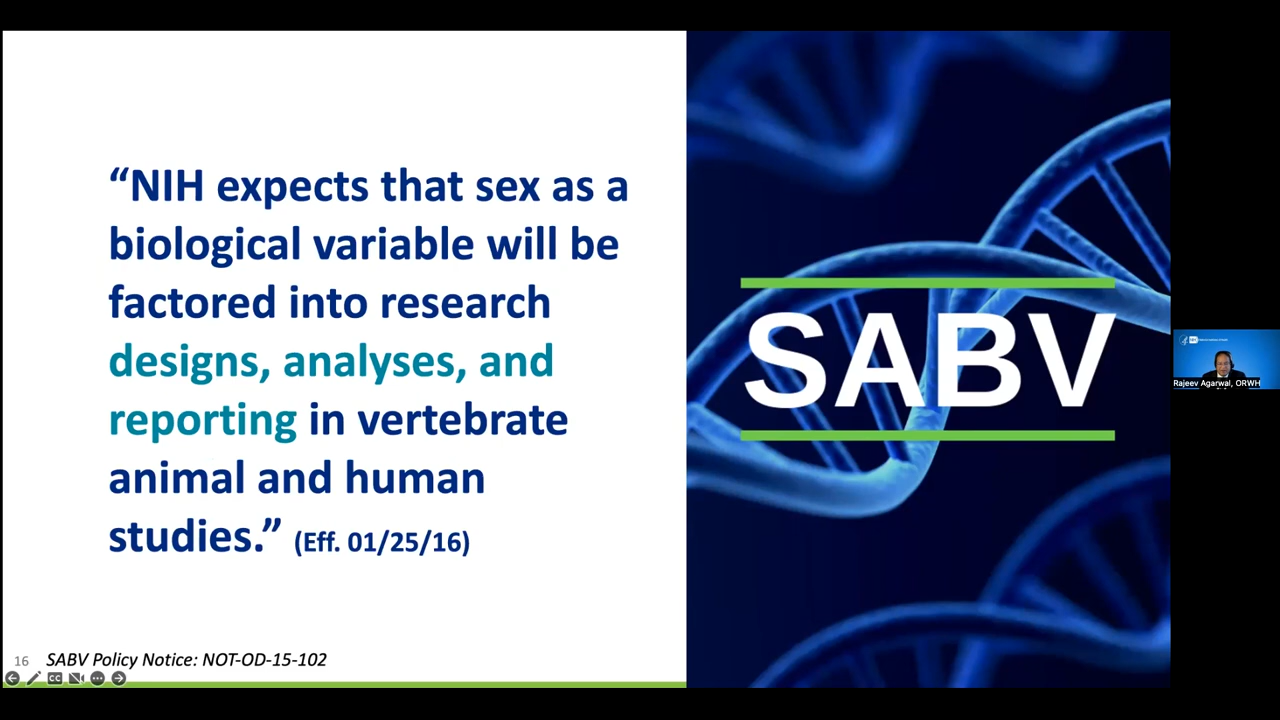 “NIH expects that sex as a
biological variable will be
factored into research
designs, analyses, and
reporting in vertebrate
animal and human
studies.” (Eff. 01/25/16)
SABV
16 SABV Policy Notice: NOT-OD-15-102
CC
Rajeev Agarwal, ORWH